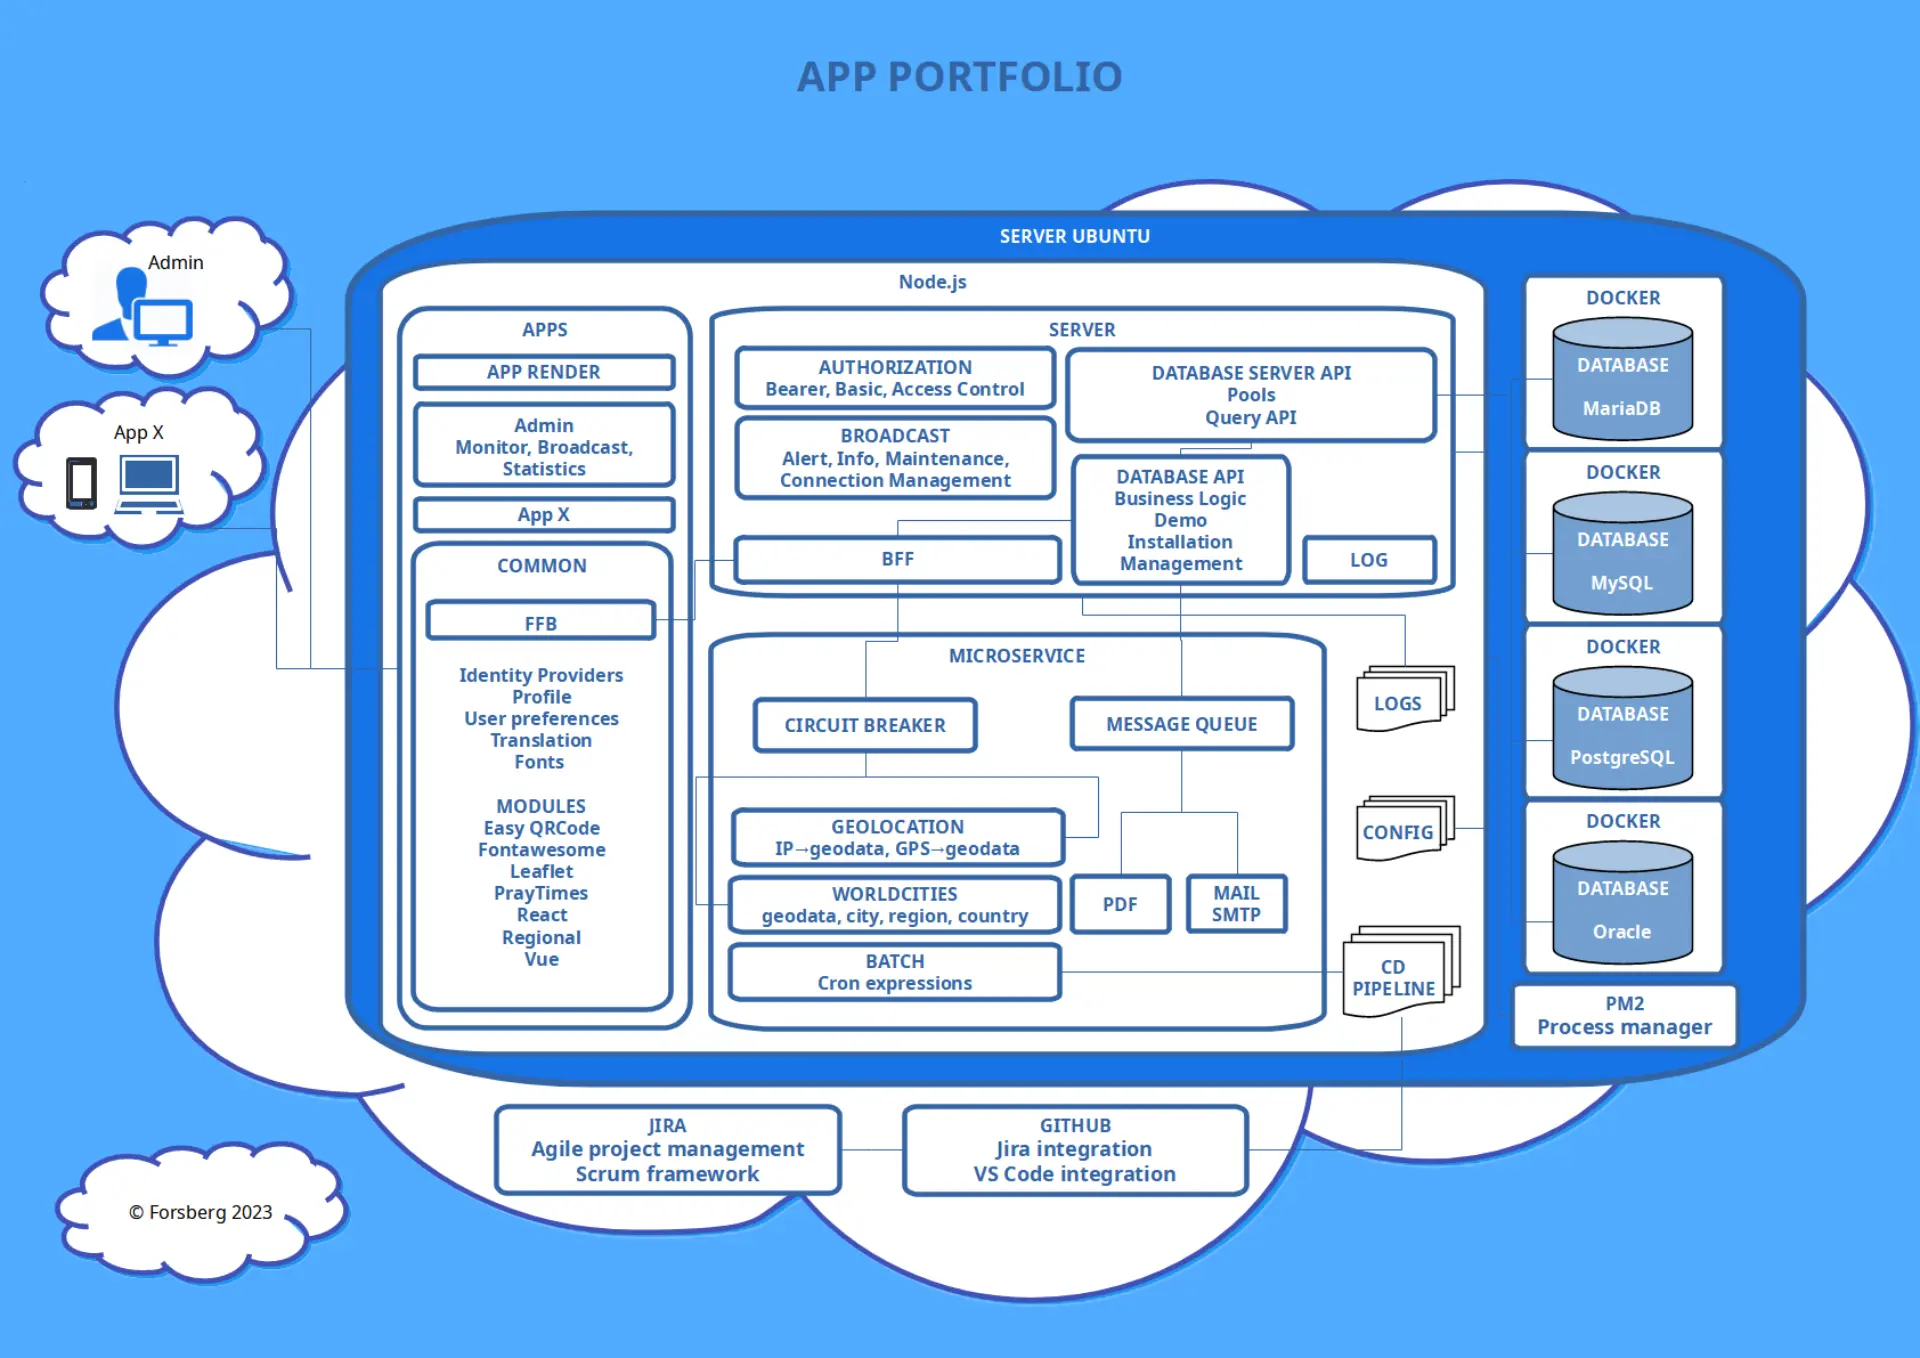 APP PORTFOLIO
SERVER UBUNTU
Admin
App X
Node.js
APPS
APP RENDER
Admin
Monitor, Broadcast,
Statistics
App X
COMMON
FFB
Identity Providers
Profile
User preferences
Translation
Fonts
MODULES
Easy QRCode
Fontawesome
Leaflet
PrayTimes
React
Regional
Vue
SERVER
AUTHORIZATION
Bearer, Basic, Access Control
BROADCAST
Alert, Info, Maintenance,
Connection Management
BFF
DATABASE SERVER API
Pools
Query API
DATABASE API
Business Logic
Demo
Installation
Management
LOG
MICROSERVICE
CIRCUIT BREAKER
MESSAGE QUEUE
GEOLOCATION
IP→geodata, GPS→geodata
WORLDCITIES
geodata, city, region, country
BATCH
Cron expressions
PDF
MAIL
SMTP
LOGS
CONFIG
CD
PIPELINE
DOCKER
DATABASE
MariaDB
DOCKER
DATABASE
MySQL
DOCKER
DATABASE
PostgreSQL
DOCKER
DATABASE
Oracle
PM2
Process manager
JIRA
Agile project management
Scrum framework
GITHUB
Jira integration
VS Code integration
© Forsberg 2023